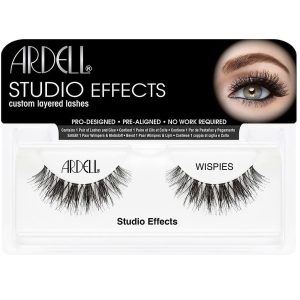 ARDELL®
STUDIO EFFECTS
custom layered lashes
PRO-DESIGNED • PRE-ALIGNED • NO WORK REQUIRED
ARDELL
WISPIES
Studio Effects